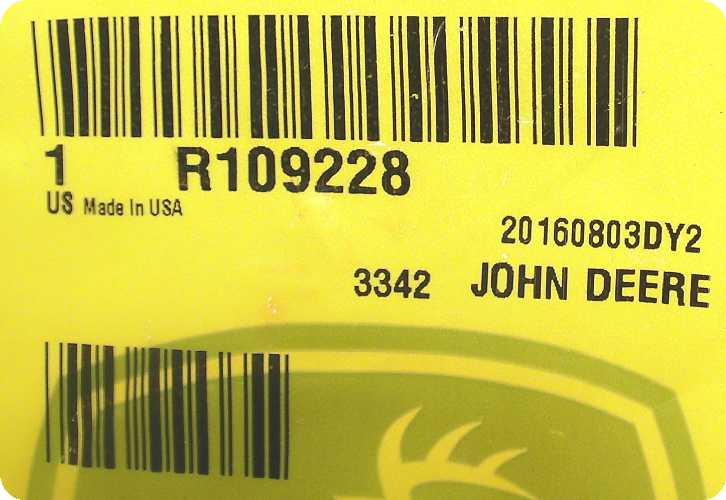 1 R109228
US Made In USA
20160803DY2
3342 JOHN DEERE